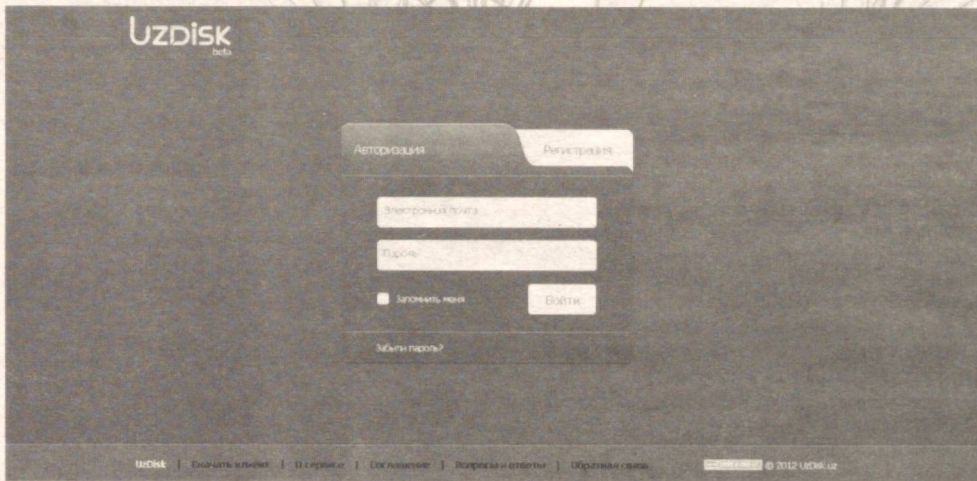 UZDISK
beta
Авторизация Регистрация
Электронная почта
Пароль
Запомнить меня Войти
Забыли пароль?
UzDisk | Скачать клиент | О сервисе | Соглашение | Вопросы и ответы | Обратная связь © 2012 UzDisk.uz